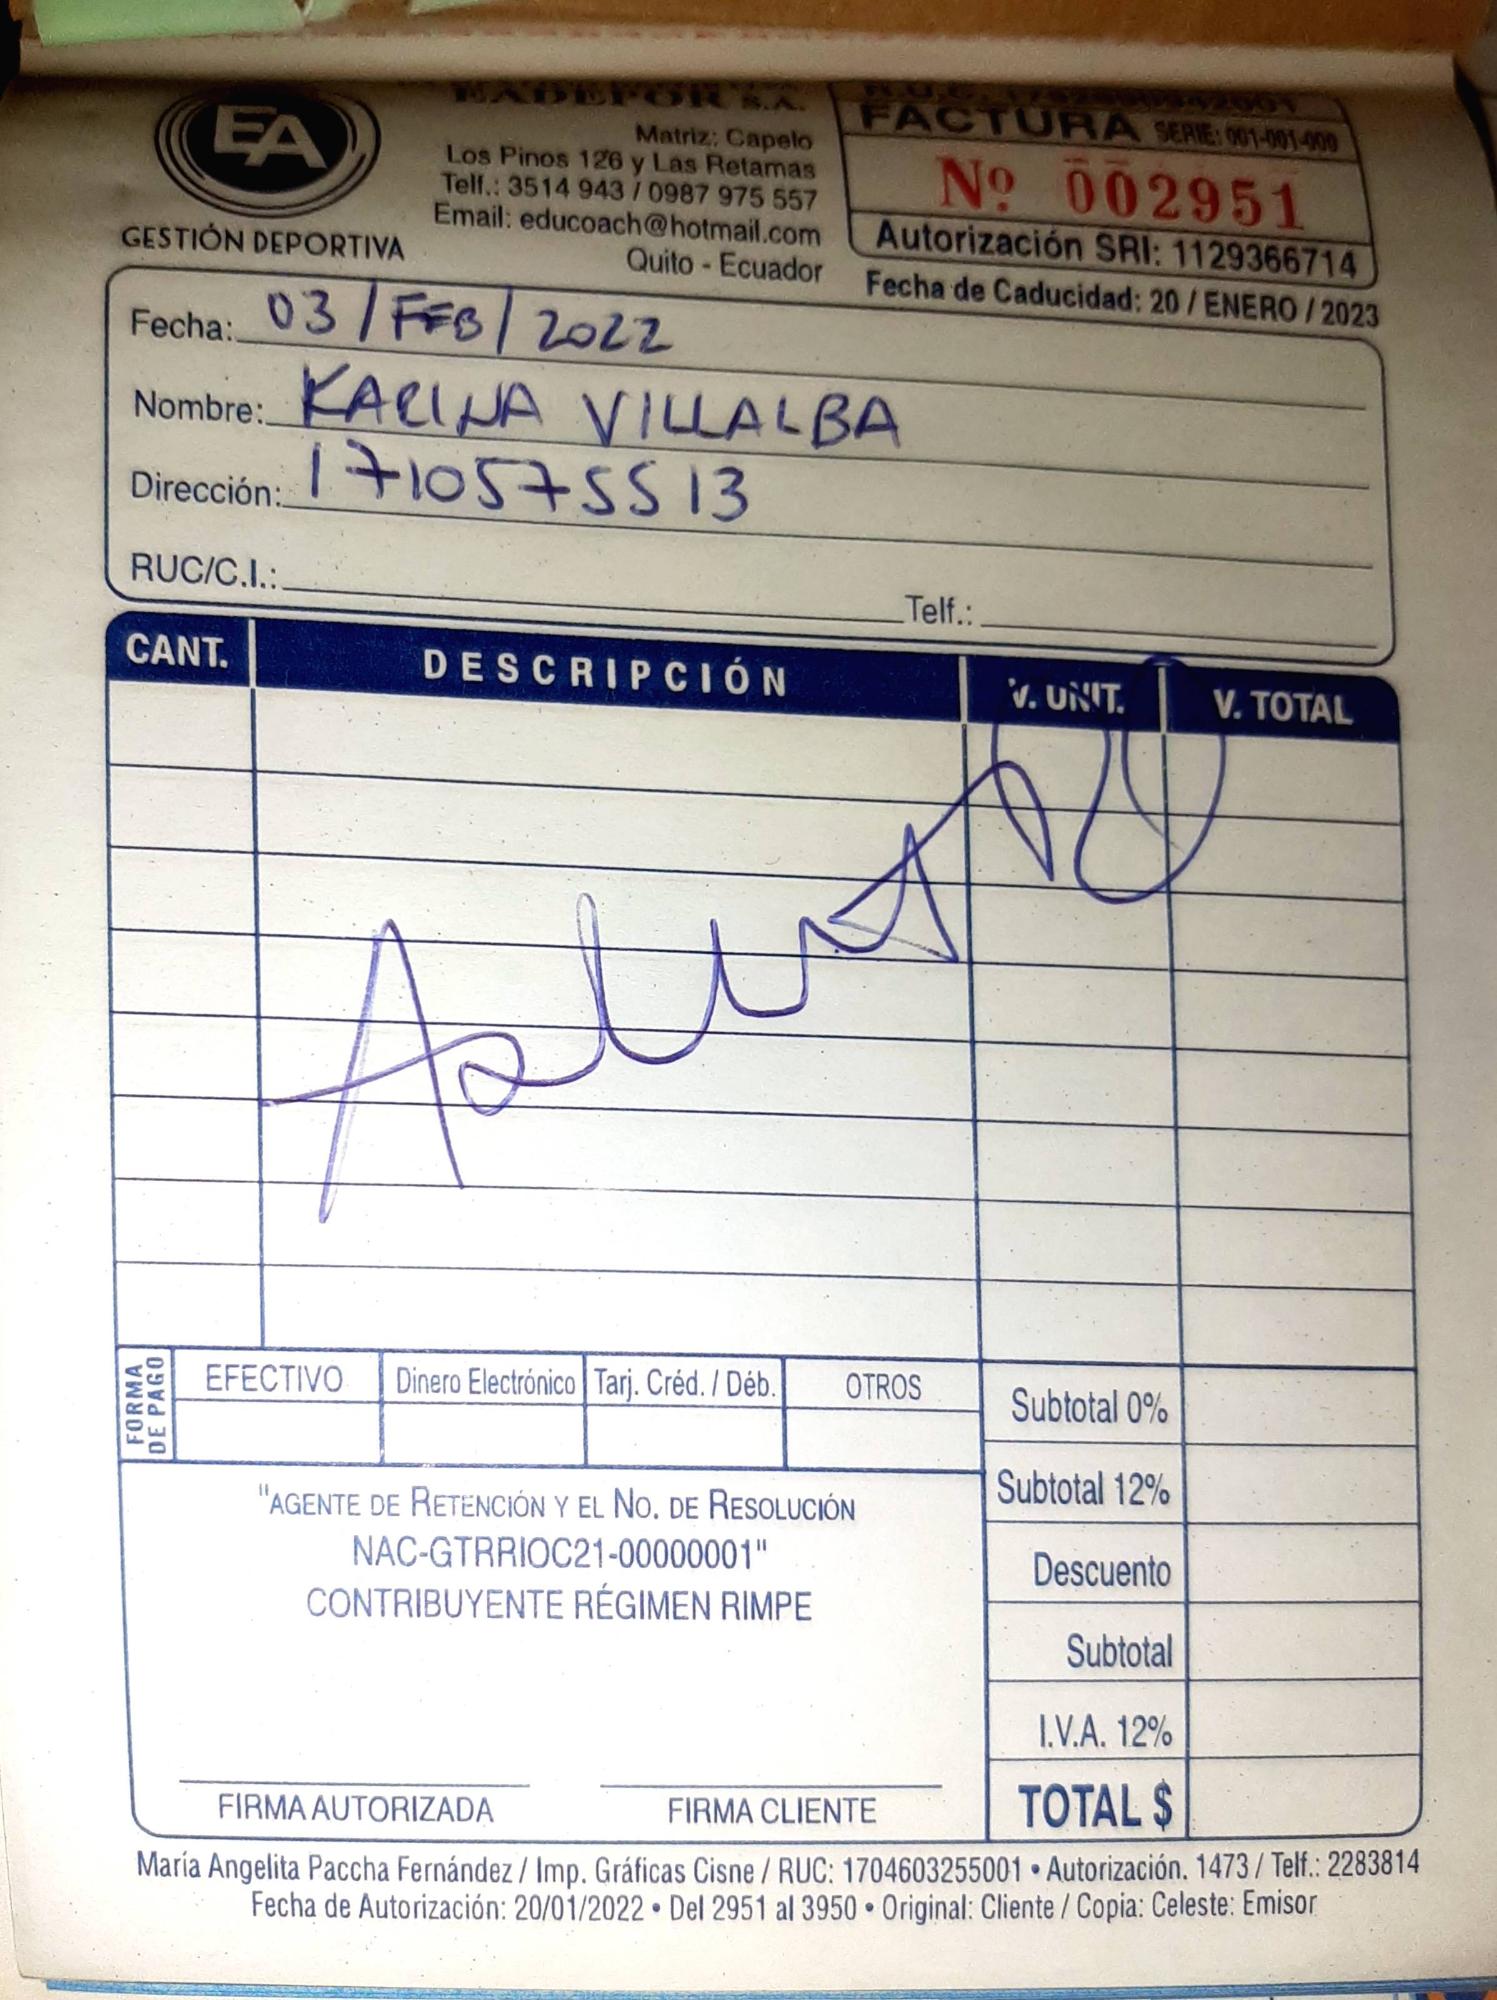 EA
GESTIÓN DEPORTIVA
EADEPOR S.A.
Matriz: Capelo
Los Pinos 126 y Las Retamas
Telf.: 3514 943 / 0987 975 557
Email: educoach@hotmail.com
Quito - Ecuador
FACTURA SERIE: 001-001-000
Nº 002951
Autorización SRI: 1129366714
Fecha de Caducidad: 20 / ENERO / 2023
Fecha: 03/FEB/2022
Nombre: KARINA VILLALBA
Dirección: 1710575513
RUC/C.I.: Telf.:
CANT. DESCRIPCIÓN V. UNIT. V. TOTAL
FORMA DE PAGO
EFECTIVO Dinero Electrónico Tarj. Créd. / Déb. OTROS
Subtotal 0%
Subtotal 12%
Descuento
Subtotal
I.V.A. 12%
TOTAL $
"AGENTE DE RETENCIÓN Y EL NO. DE RESOLUCIÓN
NAC-GTRRIOC21-00000001"
CONTRIBUYENTE RÉGIMEN RIMPE
FIRMA AUTORIZADA FIRMA CLIENTE
María Angelita Paccha Fernández / Imp. Gráficas Cisne / RUC: 1704603255001 • Autorización. 1473 / Telf.: 2283814
Fecha de Autorización: 20/01/2022 • Del 2951 al 3950 • Original: Cliente / Copia: Celeste: Emisor